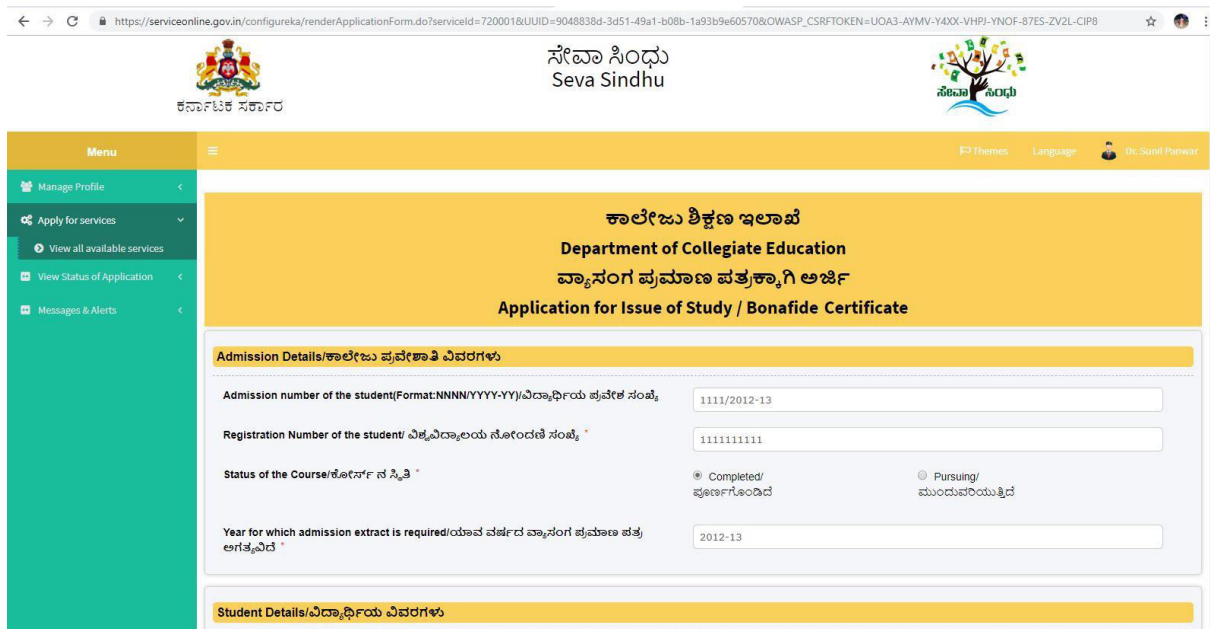 https://serviceonline.gov.in/configureka/renderApplicationForm.do?serviceId=720001&UUID=9048838d-3d51-49a1-b08b-1a93b9e60570&OWASP_CSRFTOKEN=UOA3-AYMV-Y4XX-VHPJ-YNOF-87ES-ZV2L-CIP8
ಕರ್ನಾಟಕ ಸರ್ಕಾರ
ಸೇವಾ ಸಿಂಧು
Seva Sindhu
ಸೇವಾ ಸಿಂಧು
Menu
Themes Language Dr. Sunil Panwar
Manage Profile
Apply for services
View all available services
View Status of Application
Messages & Alerts
ಕಾಲೇಜು ಶಿಕ್ಷಣ ಇಲಾಖೆ
Department of Collegiate Education
ವ್ಯಾಸಂಗ ಪ್ರಮಾಣ ಪತ್ರಕ್ಕಾಗಿ ಅರ್ಜಿ
Application for Issue of Study / Bonafide Certificate
Admission Details/ಕಾಲೇಜು ಪ್ರವೇಶಾತಿ ವಿವರಗಳು
Admission number of the student(Format:NNNN/YYYY-YY)/ವಿದ್ಯಾರ್ಥಿಯ ಪ್ರವೇಶ ಸಂಖ್ಯೆ 1111/2012-13
Registration Number of the student/ ವಿಶ್ವವಿದ್ಯಾಲಯ ನೋಂದಣಿ ಸಂಖ್ಯೆ * 1111111111
Status of the Course/ಕೋರ್ಸ್ ನ ಸ್ಥಿತಿ * Completed/ Pursuing/
ಪೂರ್ಣಗೊಂಡಿದೆ ಮುಂದುವರಿಯುತ್ತಿದೆ
Year for which admission extract is required/ಯಾವ ವರ್ಷದ ವ್ಯಾಸಂಗ ಪ್ರಮಾಣ ಪತ್ರ 2012-13
ಅಗತ್ಯವಿದೆ *
Student Details/ವಿದ್ಯಾರ್ಥಿಯ ವಿವರಗಳು